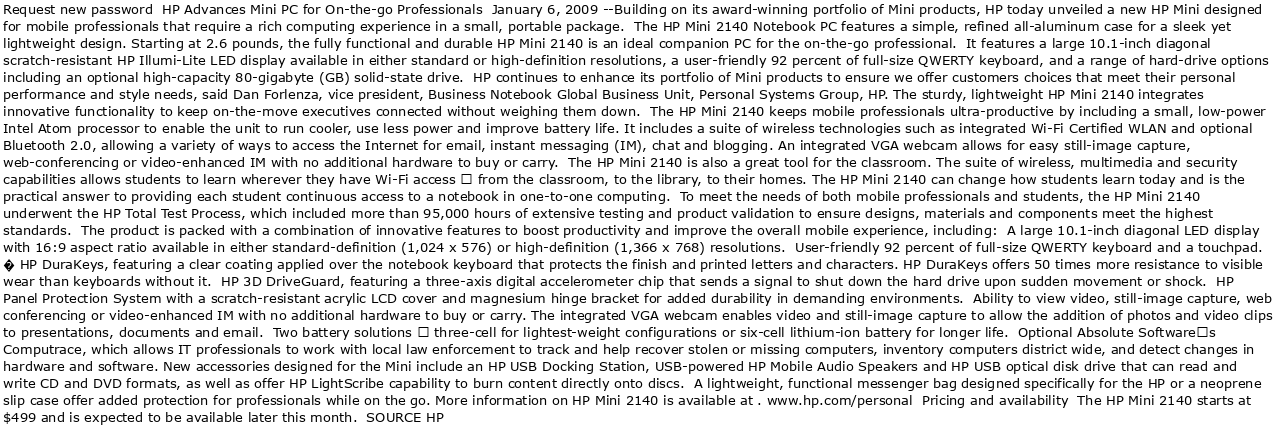 Request new password  HP Advances Mini PC for On-the-go Professionals  January 6, 2009 --Building on its award-winning portfolio of Mini products, HP today unveiled a new HP Mini designed
for mobile professionals that require a rich computing experience in a small, portable package.  The HP Mini 2140 Notebook PC features a simple, refined all-aluminum case for a sleek yet
lightweight design. Starting at 2.6 pounds, the fully functional and durable HP Mini 2140 is an ideal companion PC for the on-the-go professional.  It features a large 10.1-inch diagonal
scratch-resistant HP Illumi-Lite LED display available in either standard or high-definition resolutions, a user-friendly 92 percent of full-size QWERTY keyboard, and a range of hard-drive options
including an optional high-capacity 80-gigabyte (GB) solid-state drive.  HP continues to enhance its portfolio of Mini products to ensure we offer customers choices that meet their personal
performance and style needs, said Dan Forlenza, vice president, Business Notebook Global Business Unit, Personal Systems Group, HP. The sturdy, lightweight HP Mini 2140 integrates
innovative functionality to keep on-the-move executives connected without weighing them down.  The HP Mini 2140 keeps mobile professionals ultra-productive by including a small, low-power
Intel Atom processor to enable the unit to run cooler, use less power and improve battery life. It includes a suite of wireless technologies such as integrated Wi-Fi Certified WLAN and optional
Bluetooth 2.0, allowing a variety of ways to access the Internet for email, instant messaging (IM), chat and blogging. An integrated VGA webcam allows for easy still-image capture,
web-conferencing or video-enhanced IM with no additional hardware to buy or carry.  The HP Mini 2140 is also a great tool for the classroom. The suite of wireless, multimedia and security
capabilities allows students to learn wherever they have Wi-Fi access □ from the classroom, to the library, to their homes. The HP Mini 2140 can change how students learn today and is the
practical answer to providing each student continuous access to a notebook in one-to-one computing.  To meet the needs of both mobile professionals and students, the HP Mini 2140
underwent the HP Total Test Process, which included more than 95,000 hours of extensive testing and product validation to ensure designs, materials and components meet the highest
standards.  The product is packed with a combination of innovative features to boost productivity and improve the overall mobile experience, including:  A large 10.1-inch diagonal LED display
with 16:9 aspect ratio available in either standard-definition (1,024 x 576) or high-definition (1,366 x 768) resolutions.  User-friendly 92 percent of full-size QWERTY keyboard and a touchpad.
� HP DuraKeys, featuring a clear coating applied over the notebook keyboard that protects the finish and printed letters and characters. HP DuraKeys offers 50 times more resistance to visible
wear than keyboards without it.  HP 3D DriveGuard, featuring a three-axis digital accelerometer chip that sends a signal to shut down the hard drive upon sudden movement or shock.  HP
Panel Protection System with a scratch-resistant acrylic LCD cover and magnesium hinge bracket for added durability in demanding environments.  Ability to view video, still-image capture, web
conferencing or video-enhanced IM with no additional hardware to buy or carry. The integrated VGA webcam enables video and still-image capture to allow the addition of photos and video clips
to presentations, documents and email.  Two battery solutions □ three-cell for lightest-weight configurations or six-cell lithium-ion battery for longer life.  Optional Absolute Software□s
Computrace, which allows IT professionals to work with local law enforcement to track and help recover stolen or missing computers, inventory computers district wide, and detect changes in
hardware and software. New accessories designed for the Mini include an HP USB Docking Station, USB-powered HP Mobile Audio Speakers and HP USB optical disk drive that can read and
write CD and DVD formats, as well as offer HP LightScribe capability to burn content directly onto discs.  A lightweight, functional messenger bag designed specifically for the HP or a neoprene
slip case offer added protection for professionals while on the go. More information on HP Mini 2140 is available at . www.hp.com/personal  Pricing and availability  The HP Mini 2140 starts at
$499 and is expected to be available later this month.  SOURCE HP